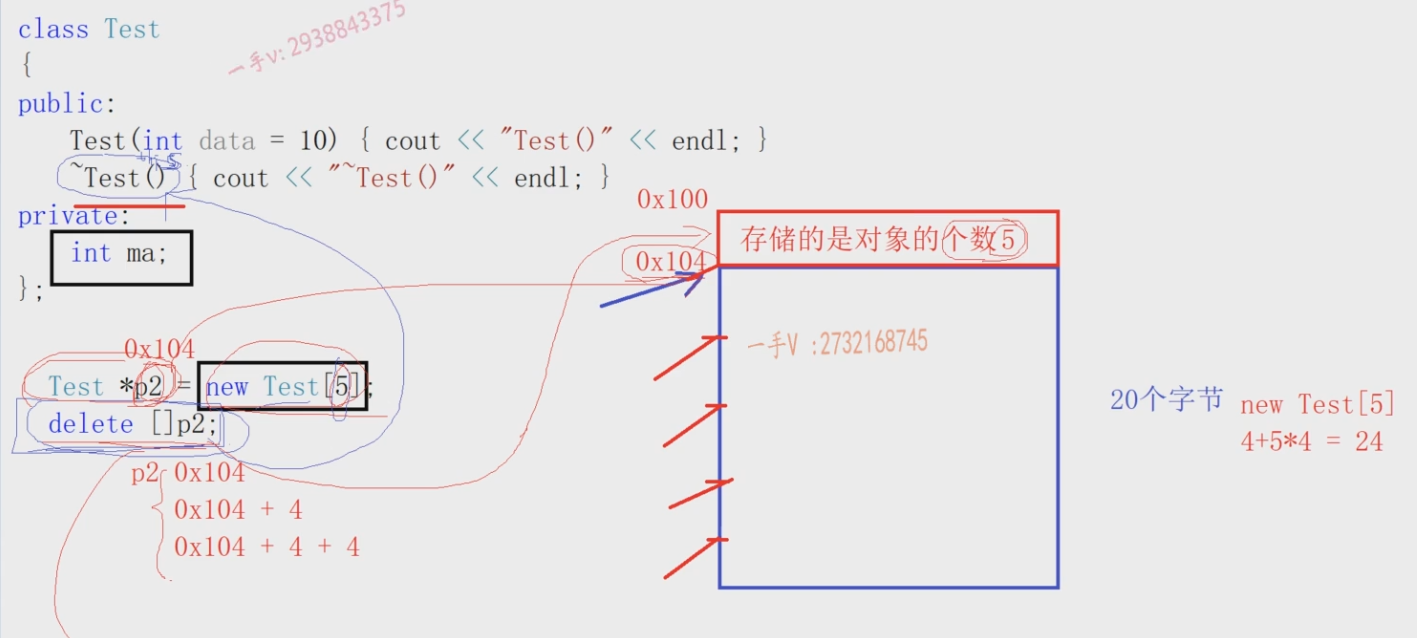 class Test
一手v: 2938843375
{
public:
Test(int data = 10) { cout << "Test()" << endl; }
~Test() { cout << "~Test()" << endl; }
private:
int ma;
};
0x100
存储的是对象的个数5
0x104
一手V :2732168745
0x104
Test *p2 = new Test[5];
delete []p2;
20个字节
new Test[5]
4+5*4 = 24
p2 0x104
0x104 + 4
0x104 + 4 + 4